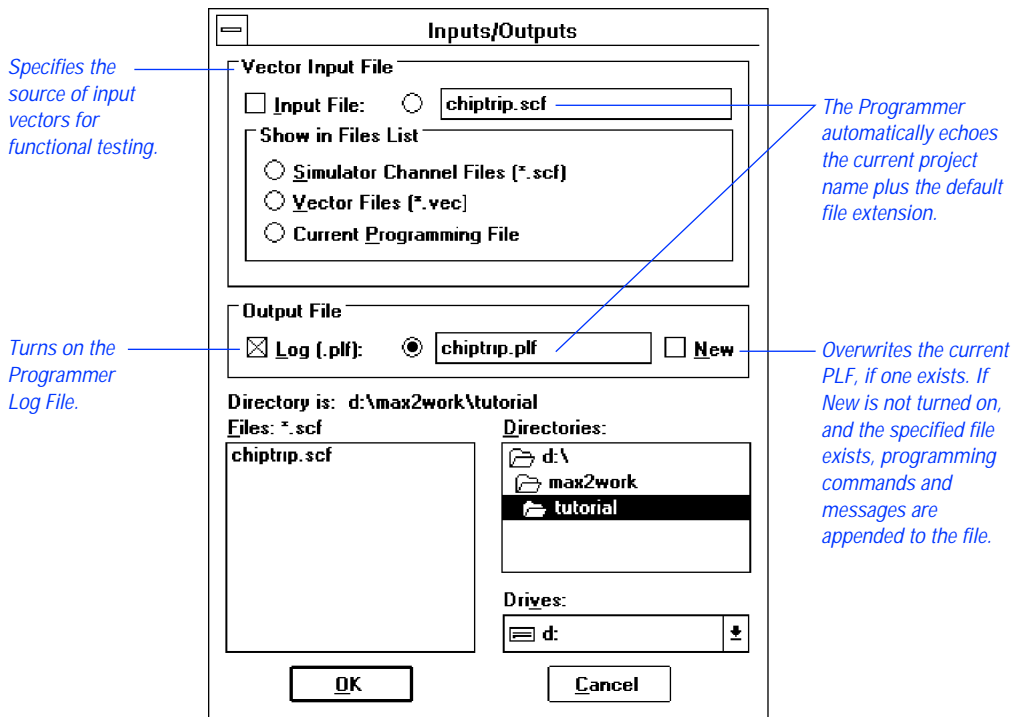 Inputs/Outputs
Specifies the
source of input
vectors for
functional testing.
Vector Input File
Input File:
chiptrip.scf
Show in Files List
Simulator Channel Files (*.scf)
Vector Files (*.vec)
Current Programming File
The Programmer
automatically echoes
the current project
name plus the default
file extension.
Output File
Turns on the
Programmer
Log File.
Log (.plf):
chiptrip.plf
New
Overwrites the current
PLF, if one exists. If
New is not turned on,
and the specified file
exists, programming
commands and
messages are
appended to the file.
Directory is: d:\max2work\tutorial
Files: *.scf
chiptrip.scf
Directories:
d:\
max2work
tutorial
Drives:
d:
OK
Cancel